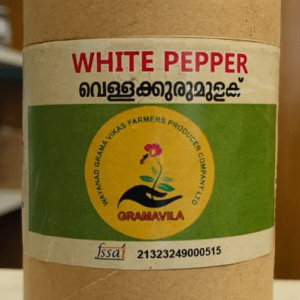 WHITE PEPPER
വെള്ളക്കുരുമുളക്
WAYANAD GRAMA VIKAS FARMERS PRODUCER COMPANY LTD
GRAMAVILA
fssai 21323249000515